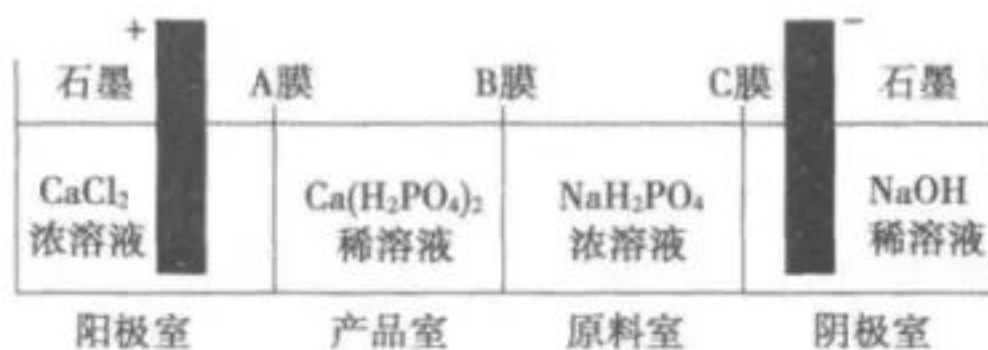 +
−
石墨
A膜
B膜
C膜
石墨
CaCl₂
浓溶液
Ca(H₂PO₄)₂
稀溶液
NaH₂PO₄
浓溶液
NaOH
稀溶液
阳极室
产品室
原料室
阴极室